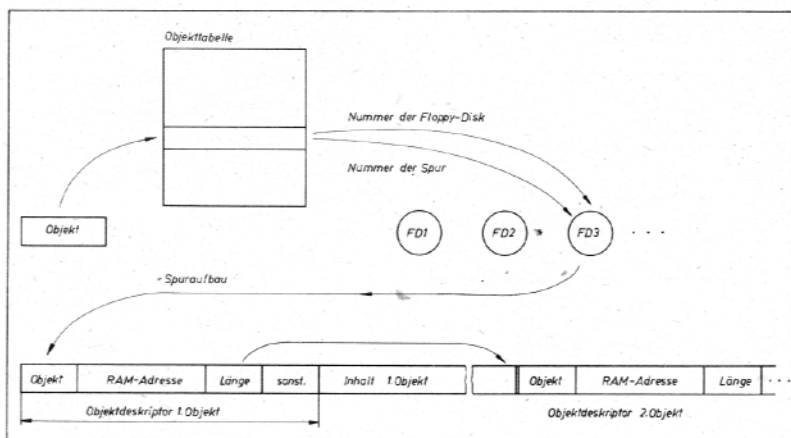 Objekttabelle
Nummer der Floppy-Disk
Nummer der Spur
Objekt
FD1 FD2 FD3 ...
Spuraufbau
Objekt RAM-Adresse Länge sonst. Inhalt 1.Objekt Objekt RAM-Adresse Länge ...
Objektdeskriptor 1.Objekt Objektdeskriptor 2.Objekt